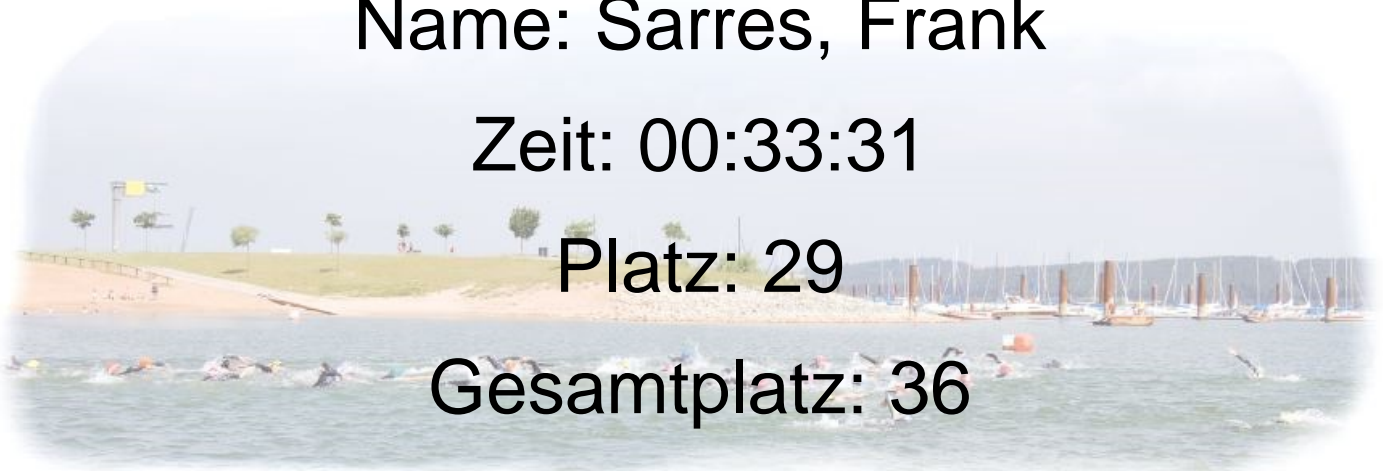 Name: Sarres, Frank
Zeit: 00:33:31
Platz: 29
Gesamtplatz: 36